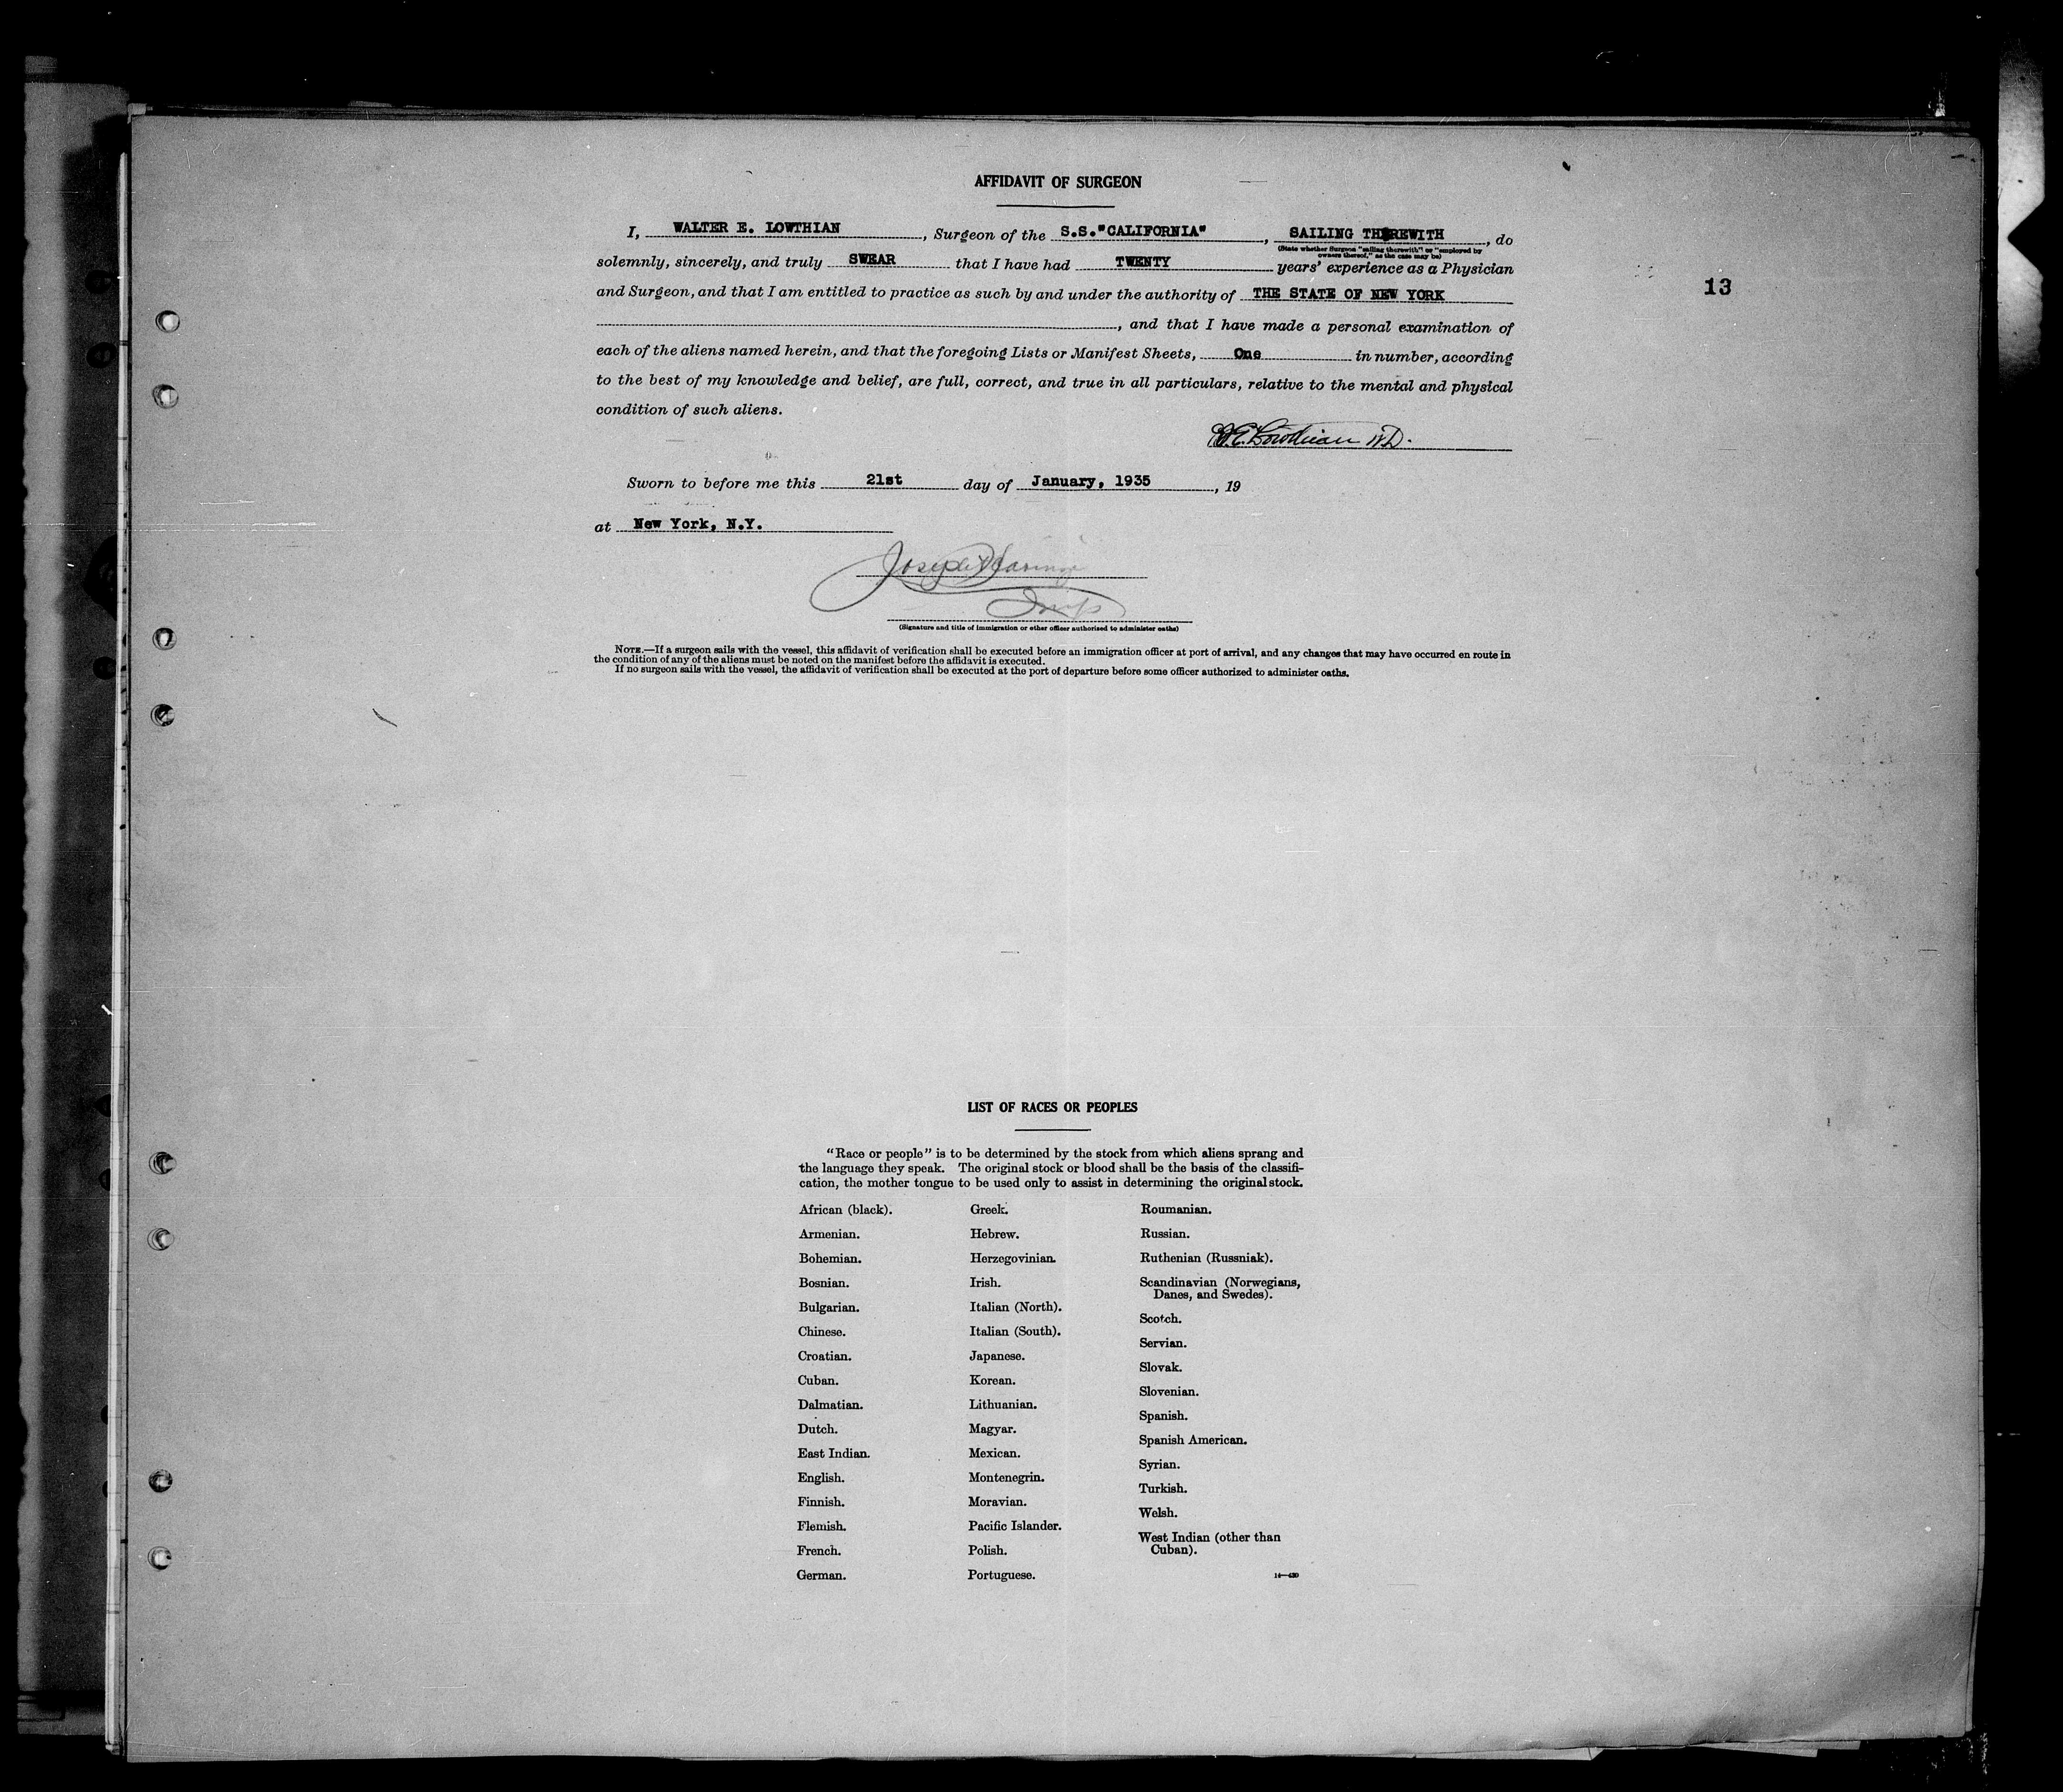 AFFIDAVIT OF SURGEON
I, WALTER E. LOWTHIAN, Surgeon of the S.S."CALIFORNIA", SAILING THEREWITH, do
(State whether Surgeon "sailing therewith" or "employed by
owners thereof," as the case may be)
solemnly, sincerely, and truly SWEAR that I have had TWENTY years' experience as a Physician
13
and Surgeon, and that I am entitled to practice as such by and under the authority of THE STATE OF NEW YORK
, and that I have made a personal examination of
each of the aliens named herein, and that the foregoing Lists or Manifest Sheets, One in number, according
to the best of my knowledge and belief, are full, correct, and true in all particulars, relative to the mental and physical
condition of such aliens.
W.E. Lowthian M.D.
Sworn to before me this 21st day of January, 1935, 19
at New York, N.Y.
Joseph
Insp
(Signature and title of immigration or other officer authorized to administer oaths)
NOTE.—If a surgeon sails with the vessel, this affidavit of verification shall be executed before an immigration officer at port of arrival, and any changes that may have occurred en route in
the condition of any of the aliens must be noted on the manifest before the affidavit is executed.
If no surgeon sails with the vessel, the affidavit of verification shall be executed at the port of departure before some officer authorized to administer oaths.
LIST OF RACES OR PEOPLES
"Race or people" is to be determined by the stock from which aliens sprang and
the language they speak. The original stock or blood shall be the basis of the classifi-
cation, the mother tongue to be used only to assist in determining the original stock.
African (black).
Armenian.
Bohemian.
Bosnian.
Bulgarian.
Chinese.
Croatian.
Cuban.
Dalmatian.
Dutch.
East Indian.
English.
Finnish.
Flemish.
French.
German.
Greek.
Hebrew.
Herzegovinian.
Irish.
Italian (North).
Italian (South).
Japanese.
Korean.
Lithuanian.
Magyar.
Mexican.
Montenegrin.
Moravian.
Pacific Islander.
Polish.
Portuguese.
Roumanian.
Russian.
Ruthenian (Russniak).
Scandinavian (Norwegians,
Danes, and Swedes).
Scotch.
Servian.
Slovak.
Slovenian.
Spanish.
Spanish American.
Syrian.
Turkish.
Welsh.
West Indian (other than
Cuban).
14—420